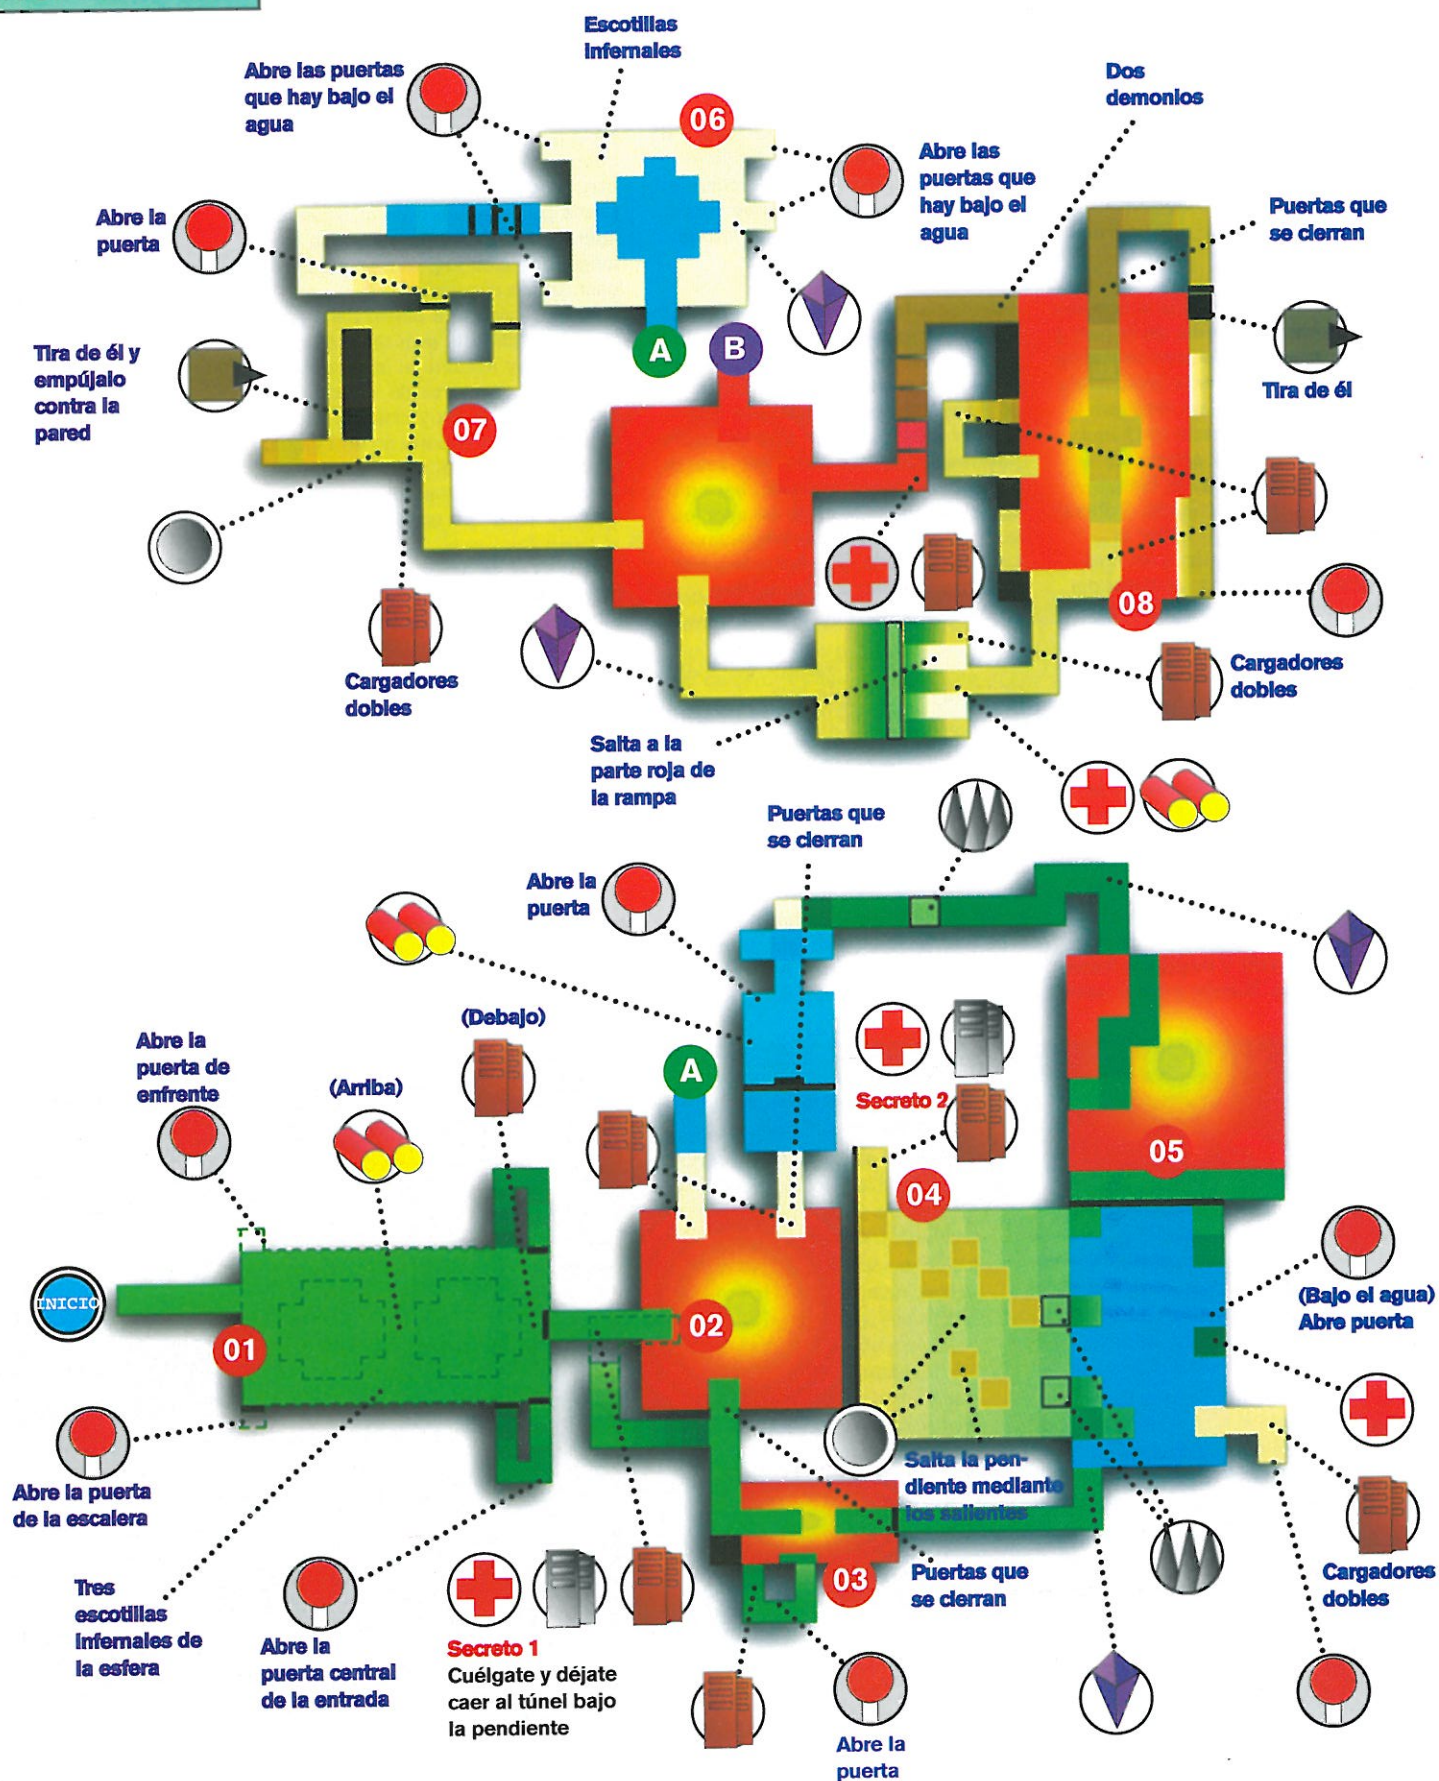 Escotillas
infernales
Abre las puertas
que hay bajo el
agua
06
Dos
demonios
Abre las
puertas que
hay bajo el
agua
Puertas que
se cierran
Abre la
puerta
A
B
Tira de él y
empújalo
contra la
pared
Tira de él
07
08
Cargadores
dobles
Cargadores
dobles
Salta a la
parte roja de
la rampa
Puertas que
se cierran
Abre la
puerta
(Debajo)
Abre la
puerta de
enfrente
(Arriba)
A
Secreto 2
05
04
INICIO
01
02
(Bajo el agua)
Abre puerta
Abre la puerta
de la escalera
Salta la pen-
diente mediante
los salientes
Tres
escotillas
infernales de
la esfera
Abre la
puerta central
de la entrada
Secreto 1
Cuélgate y déjate
caer al túnel bajo
la pendiente
03
Puertas que
se cierran
Cargadores
dobles
Abre la
puerta